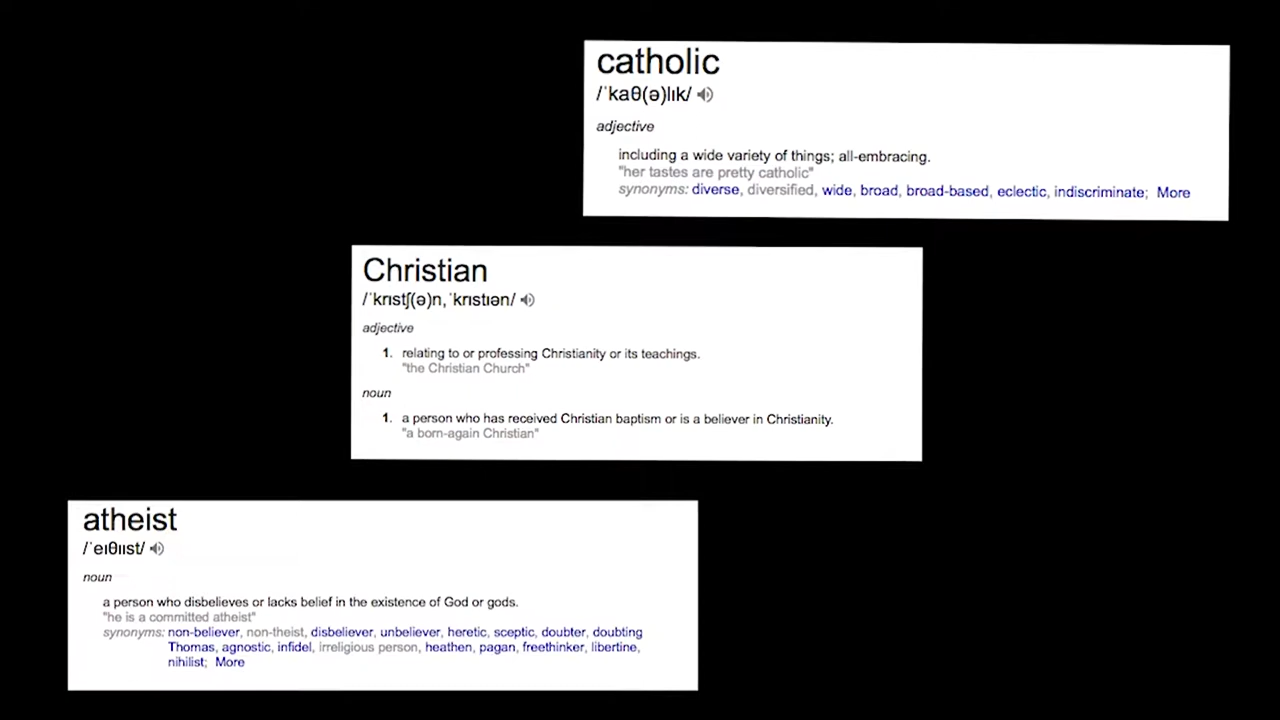 catholic
/ˈkaθ(ə)lɪk/
adjective
including a wide variety of things; all-embracing.
"her tastes are pretty catholic"
synonyms: diverse, diversified, wide, broad, broad-based, eclectic, indiscriminate; More
Christian
/ˈkrɪstʃ(ə)n,ˈkrɪstɪən/
adjective
1. relating to or professing Christianity or its teachings.
"the Christian Church"
noun
1. a person who has received Christian baptism or is a believer in Christianity.
"a born-again Christian"
atheist
/ˈeɪθɪɪst/
noun
a person who disbelieves or lacks belief in the existence of God or gods.
"he is a committed atheist"
synonyms: non-believer, non-theist, disbeliever, unbeliever, heretic, sceptic, doubter, doubting
Thomas, agnostic, infidel, irreligious person, heathen, pagan, freethinker, libertine,
nihilist; More